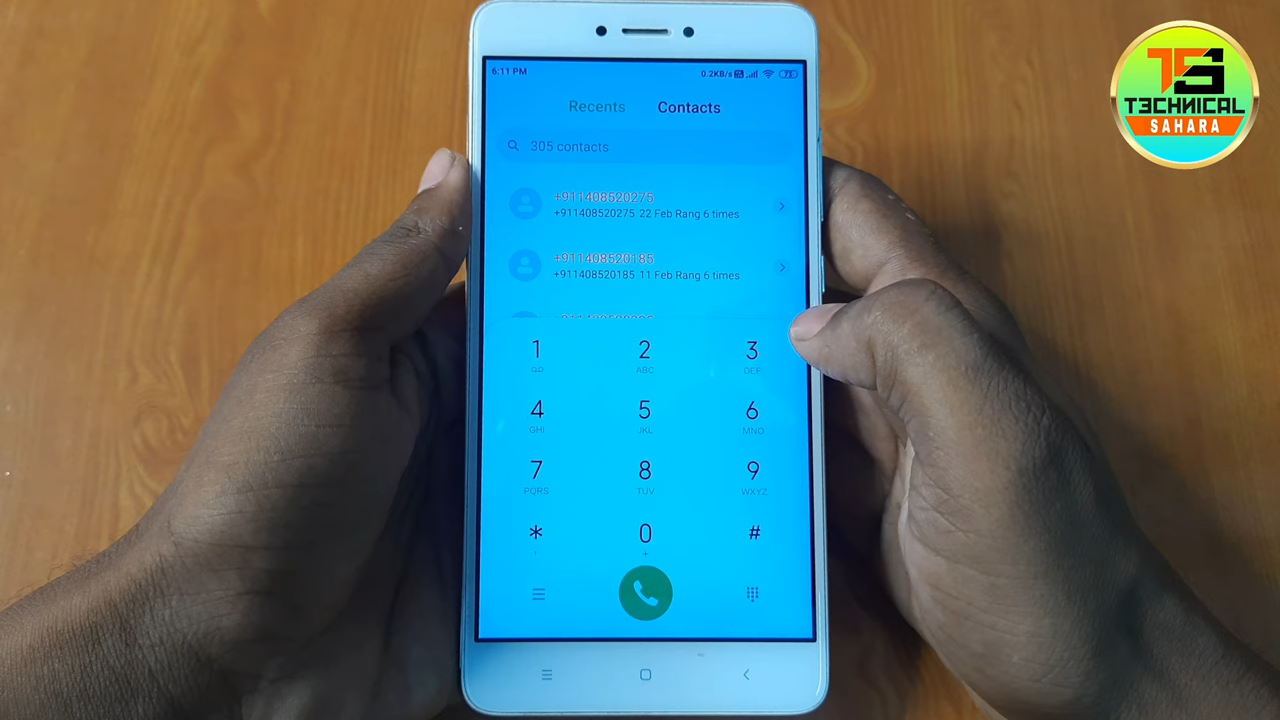 6:11 PM 0.2KB/s 73
Recents Contacts
305 contacts
+911408520275
+911408520275 22 Feb Rang 6 times
+911408520185
+911408520185 11 Feb Rang 6 times
1 2 3
ABC DEF
4 5 6
GHI JKL MNO
7 8 9
PQRS TUV WXYZ
* 0 #
+
TS
T3CHNICAL
SAHARA